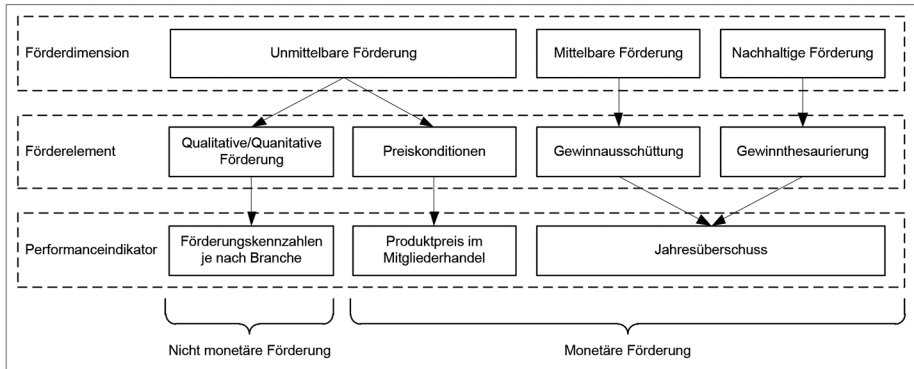 Förderdimension
Unmittelbare Förderung
Mittelbare Förderung
Nachhaltige Förderung
Förderelement
Qualitative/Quanitative
Förderung
Preiskonditionen
Gewinnausschüttung
Gewinnthesaurierung
Performanceindikator
Förderungskennzahlen
je nach Branche
Produktpreis im
Mitgliederhandel
Jahresüberschuss
Nicht monetäre Förderung
Monetäre Förderung